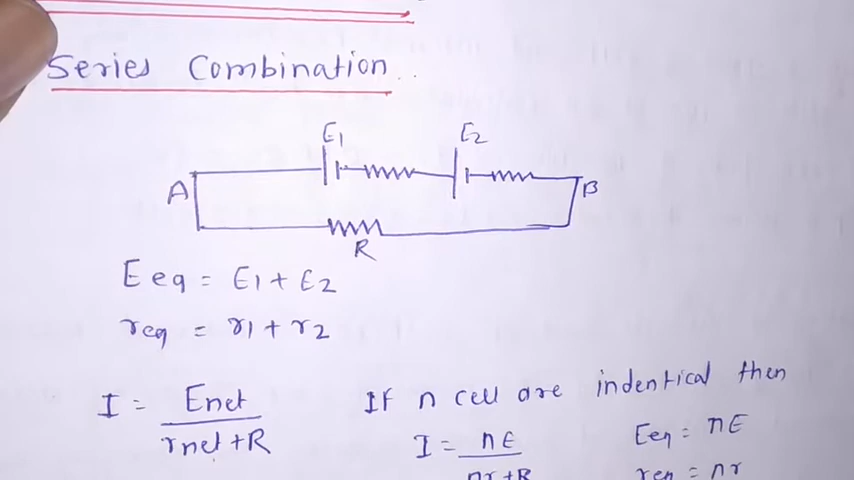 Series Combination
E1 E2
A B
R
Eeq = E1 + E2
req = r1 + r2
I = Enet / rnet + R
If n cell are indentical then
I = nE / nr + R
Eeq = nE
req = nr